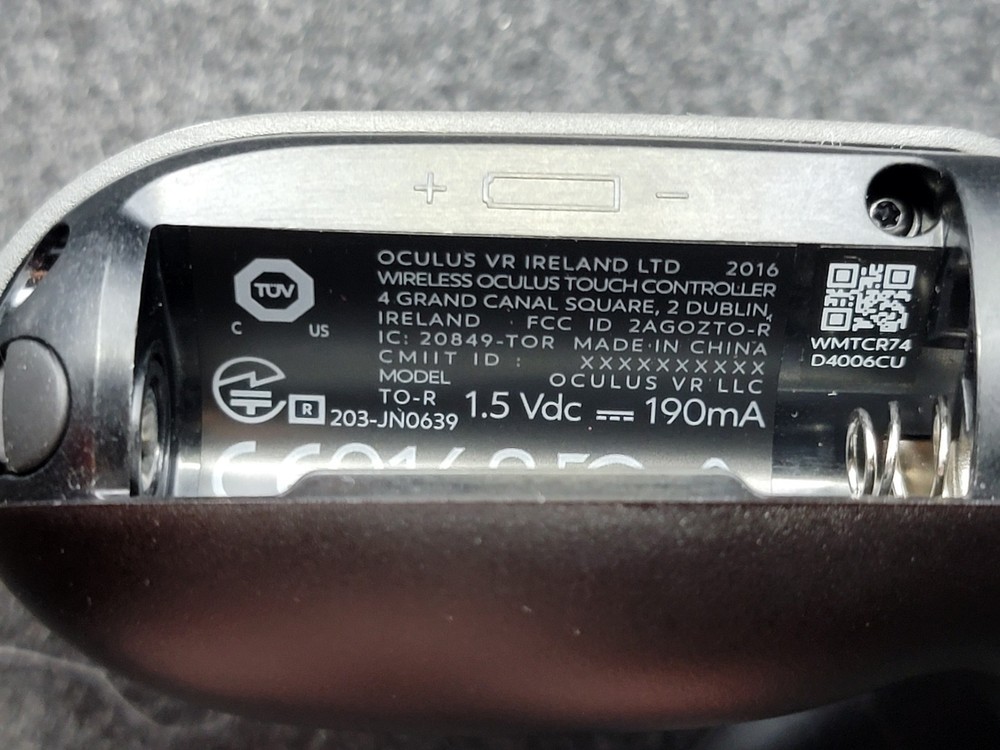 + −
TÜV
C US
OCULUS VR IRELAND LTD 2016
WIRELESS OCULUS TOUCH CONTROLLER
4 GRAND CANAL SQUARE, 2 DUBLIN,
IRELAND · FCC ID 2AGOZTO-R
IC: 20849-TOR MADE IN CHINA
CMIIT ID : XXXXXXXXXX
MODEL OCULUS VR LLC
TO-R 1.5 Vdc ⎓ 190mA
R 203-JN0639
WMTCR74
D4006CU